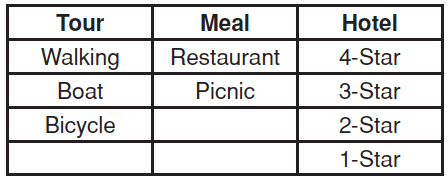 Tour Meal Hotel
Walking Restaurant 4-Star
Boat Picnic 3-Star
Bicycle 2-Star
1-Star